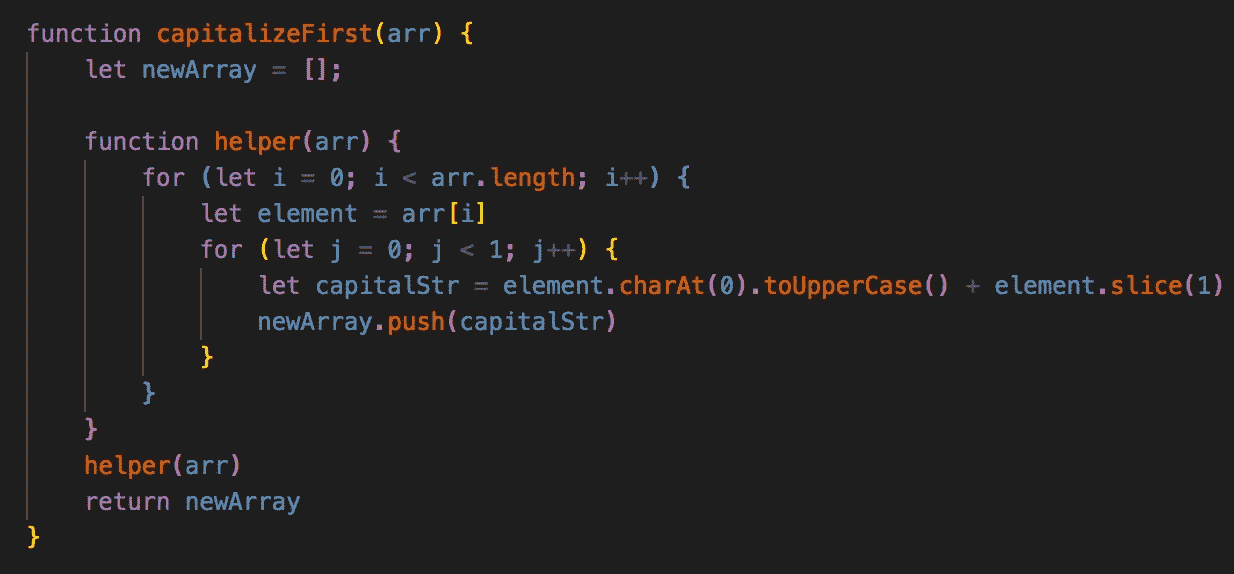 function capitalizeFirst(arr) {
    let newArray = [];

    function helper(arr) {
        for (let i = 0; i < arr.length; i++) {
            let element = arr[i]
            for (let j = 0; j < 1; j++) {
                let capitalStr = element.charAt(0).toUpperCase() + element.slice(1)
                newArray.push(capitalStr)
            }
        }
    }
    helper(arr)
    return newArray
}